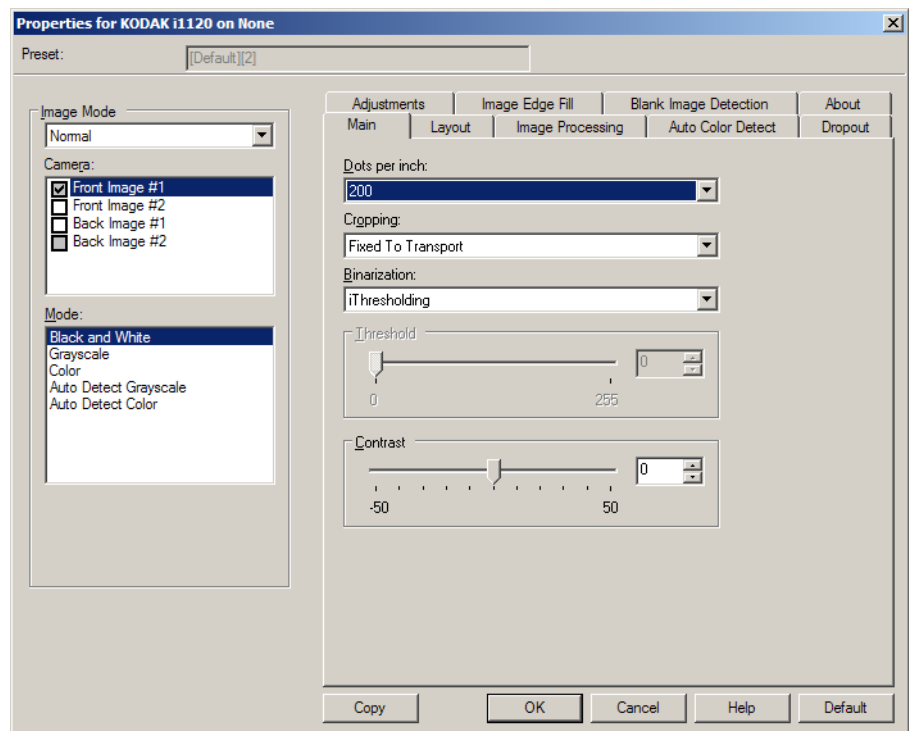 Properties for KODAK i1120 on None
Preset:
[Default][2]
Image Mode
Normal
Camera:
Front Image #1
Front Image #2
Back Image #1
Back Image #2
Mode:
Black and White
Grayscale
Color
Auto Detect Grayscale
Auto Detect Color
Adjustments Image Edge Fill Blank Image Detection About
Main Layout Image Processing Auto Color Detect Dropout
Dots per inch:
200
Cropping:
Fixed To Transport
Binarization:
iThresholding
Threshold
0
0 255
Contrast
0
-50 50
Copy OK Cancel Help Default